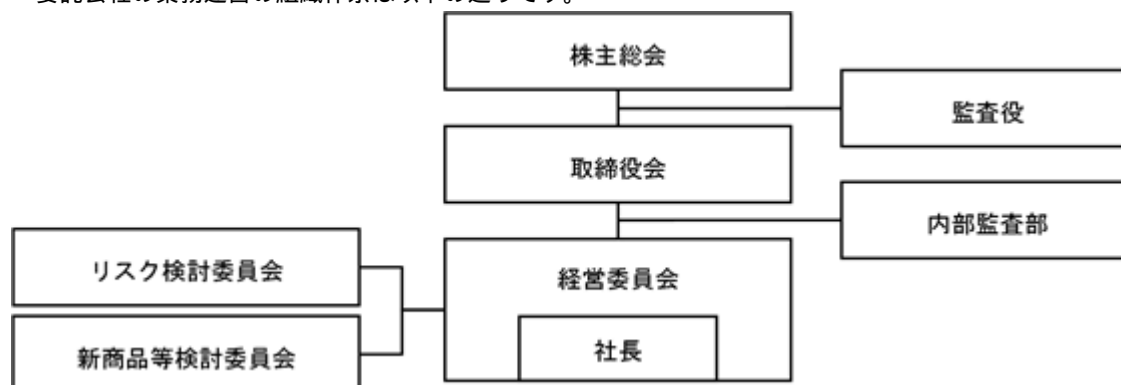 株主総会
監査役
取締役会
内部監査部
リスク検討委員会
経営委員会
新商品等検討委員会
社長